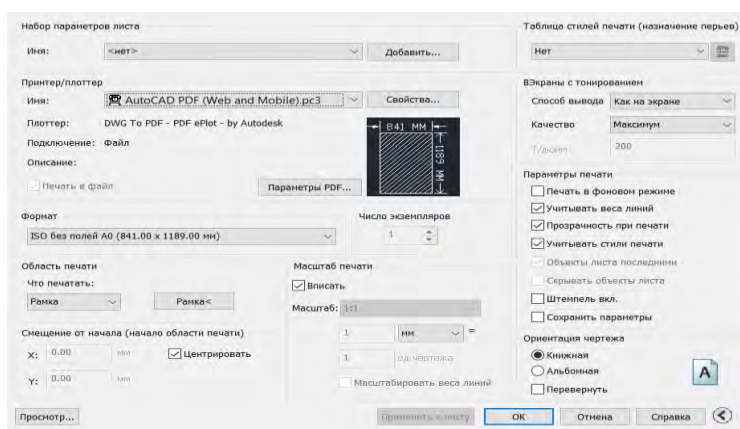 Набор параметров листа
Имя: <нет> Добавить...
Принтер/плоттер
Имя: AutoCAD PDF (Web and Mobile).pc3 Свойства...
Плоттер: DWG To PDF - PDF ePlot - by Autodesk
Подключение: Файл
Описание:
Печать в файл Параметры PDF...
841 MM
1189 MM
Формат
ISO без полей A0 (841.00 x 1189.00 мм)
Число экземпляров
1
Область печати
Что печатать:
Рамка Рамка<
Масштаб печати
Вписать
Масштаб: 1:1
1 мм =
1 ед.чертежа
Масштабировать веса линий
Смещение от начала (начало области печати)
X: 0.00 мм Центрировать
Y: 0.00 мм
Таблица стилей печати (назначение перьев)
Нет
ВЭкраны с тонированием
Способ вывода Как на экране
Качество Максимум
Т/дюйм 200
Параметры печати
Печать в фоновом режиме
Учитывать веса линий
Прозрачность при печати
Учитывать стили печати
Объекты листа последними
Скрывать объекты листа
Штемпель вкл.
Сохранить параметры
Ориентация чертежа
Книжная
Альбомная
Перевернуть
A
Просмотр... Применить к листу ОК Отмена Справка